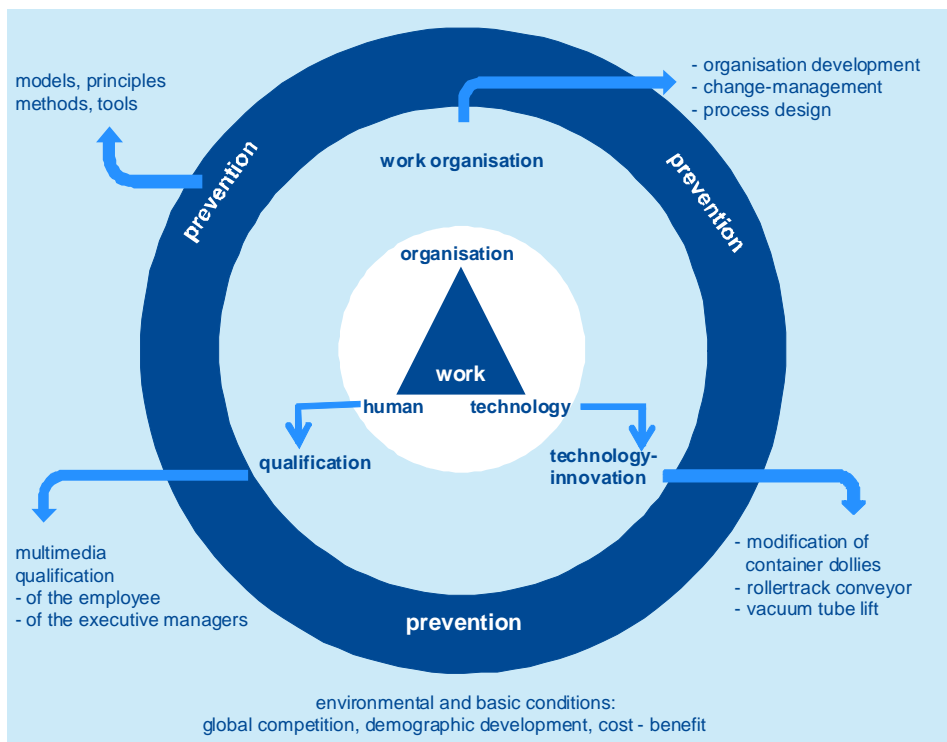 models, principles
methods, tools
- organisation development
- change-management
- process design
prevention
prevention
work organisation
organisation
work
human
technology
qualification
technology-
innovation
multimedia
qualification
- of the employee
- of the executive managers
- modification of
container dollies
- rollertrack conveyor
- vacuum tube lift
prevention
environmental and basic conditions:
global competition, demographic development, cost - benefit